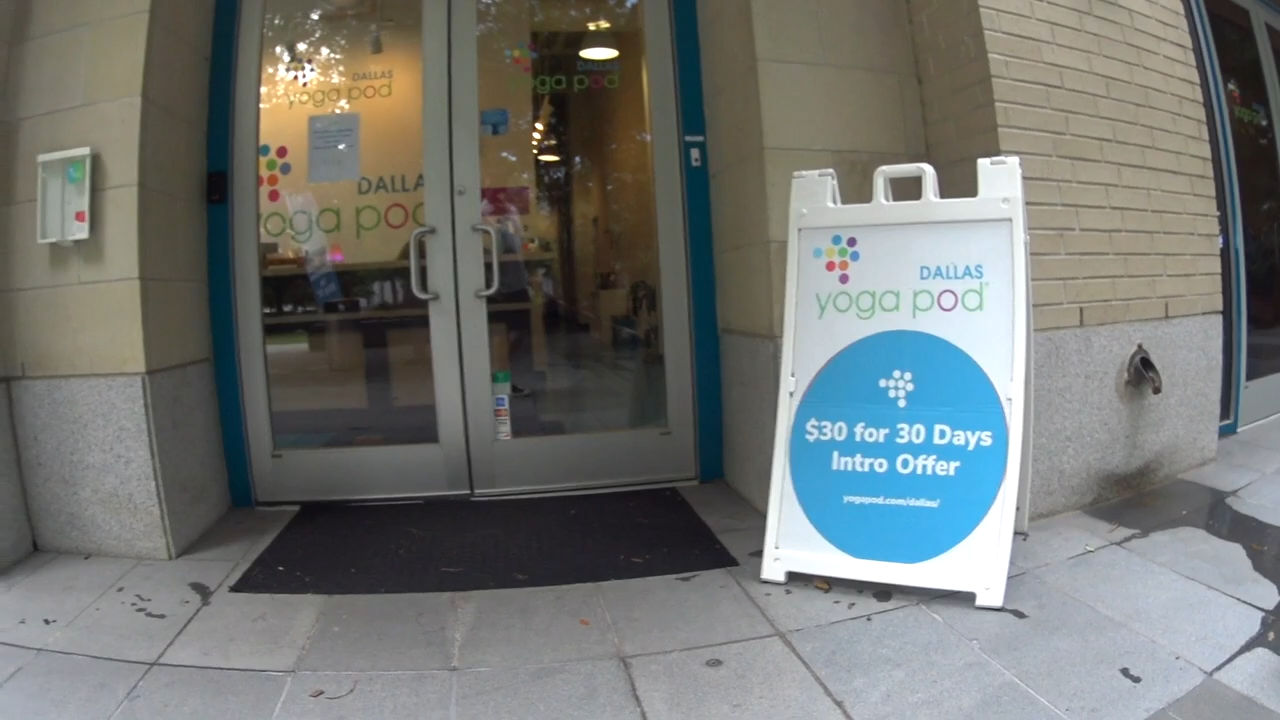 DALLAS
yoga pod
DALLAS
yoga pod
DALLA
yoga pod
DALLAS
yoga pod
$30 for 30 Days
Intro Offer
yogapod.com/dallas/